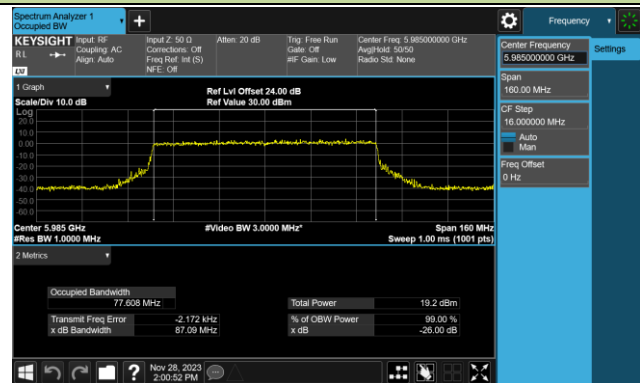 Spectrum Analyzer 1
Occupied BW
Frequency
KEYSIGHT
Input: RF
Coupling: AC
Align: Auto
Input Z: 50 Ω
Corrections: Off
Freq Ref: Int (S)
NFE: Off
Atten: 20 dB
Trig: Free Run
Gate: Off
#IF Gain: Low
Center Freq: 5.985000000 GHz
Avg|Hold: 50/50
Radio Std: None
RL
LXI
Center Frequency
5.985000000 GHz
Settings
Span
160.00 MHz
CF Step
16.000000 MHz
Auto
Man
Freq Offset
0 Hz
1 Graph
Scale/Div 10.0 dB
Ref Lvl Offset 24.00 dB
Ref Value 30.00 dBm
Log
20.0
10.0
0.00
-10.0
-20.0
-30.0
-40.0
-50.0
-60.0
Center 5.985 GHz
#Res BW 1.0000 MHz
#Video BW 3.0000 MHz*
Span 160 MHz
Sweep 1.00 ms (1001 pts)
2 Metrics
Occupied Bandwidth
77.608 MHz
Total Power 19.2 dBm
Transmit Freq Error -2.172 kHz
% of OBW Power 99.00 %
x dB Bandwidth 87.09 MHz
x dB -26.00 dB
?
Nov 28, 2023
2:00:52 PM